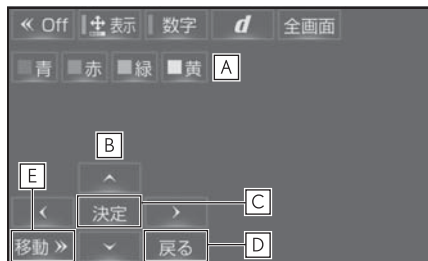 « Off 表示 数字 d 全画面
青 赤 緑 黄 A
B
E
決定 C
移動 » 戻る D